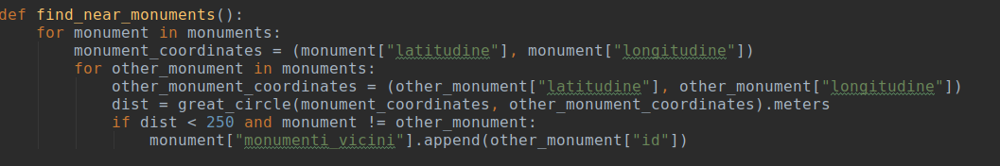 def find_near_monuments():
    for monument in monuments:
        monument_coordinates = (monument["latitudine"], monument["longitudine"])
        for other_monument in monuments:
            other_monument_coordinates = (other_monument["latitudine"], other_monument["longitudine"])
            dist = great_circle(monument_coordinates, other_monument_coordinates).meters
            if dist < 250 and monument != other_monument:
                monument["monumenti_vicini"].append(other_monument["id"])